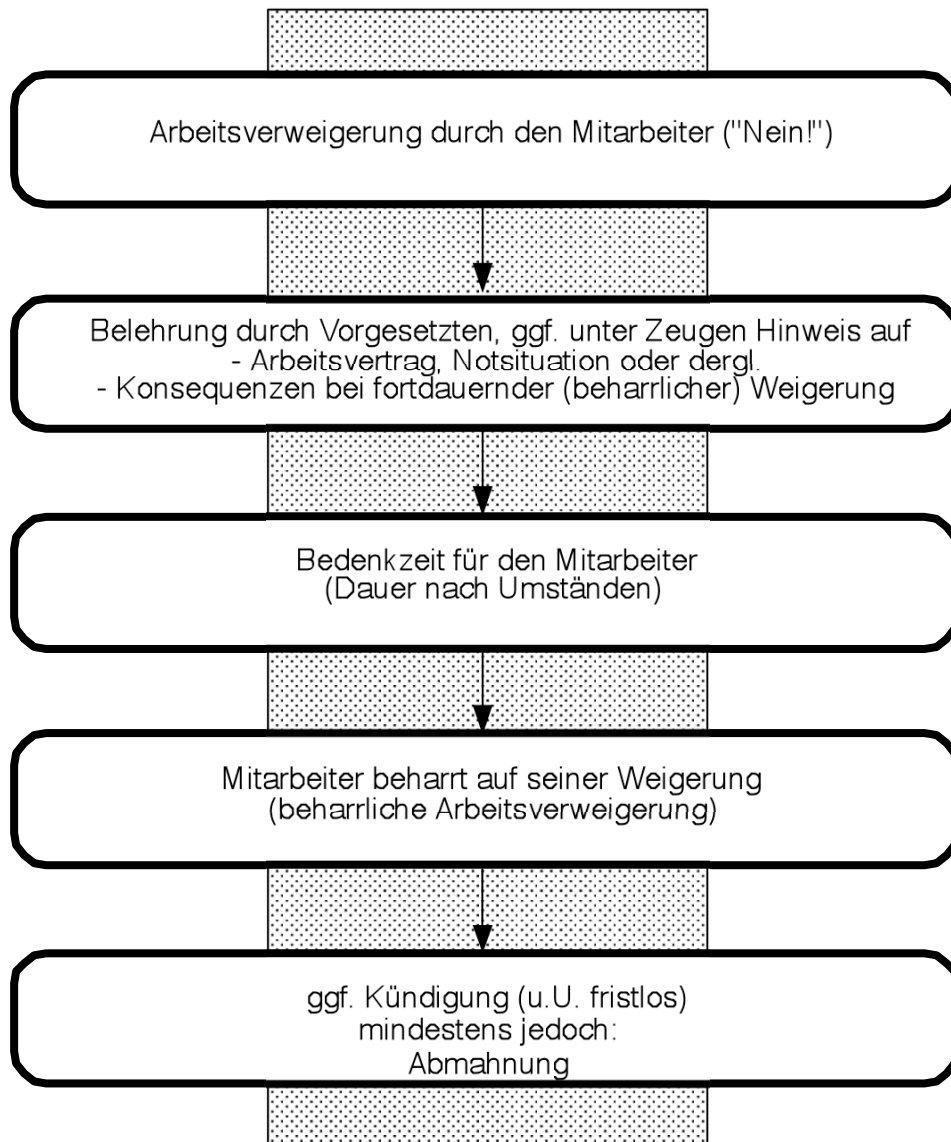 Arbeitsverweigerung durch den Mitarbeiter ("Nein!")
Belehrung durch Vorgesetzten, ggf. unter Zeugen Hinweis auf
- Arbeitsvertrag, Notsituation oder dergl.
- Konsequenzen bei fortdauernder (beharrlicher) Weigerung
Bedenkzeit für den Mitarbeiter
(Dauer nach Umständen)
Mitarbeiter beharrt auf seiner Weigerung
(beharrliche Arbeitsverweigerung)
ggf. Kündigung (u.U. fristlos)
mindestens jedoch:
Abmahnung